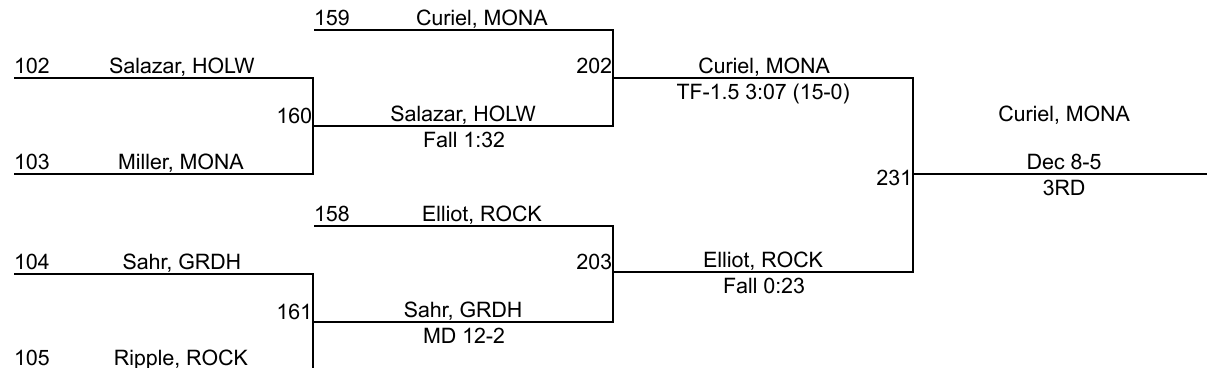 159 Curiel, MONA
102 Salazar, HOLW
202 Curiel, MONA
TF-1.5 3:07 (15-0)
160 Salazar, HOLW
Fall 1:32
Curiel, MONA
103 Miller, MONA
Dec 8-5
231
3RD
158 Elliot, ROCK
104 Sahr, GRDH
203 Elliot, ROCK
Fall 0:23
161 Sahr, GRDH
MD 12-2
105 Ripple, ROCK